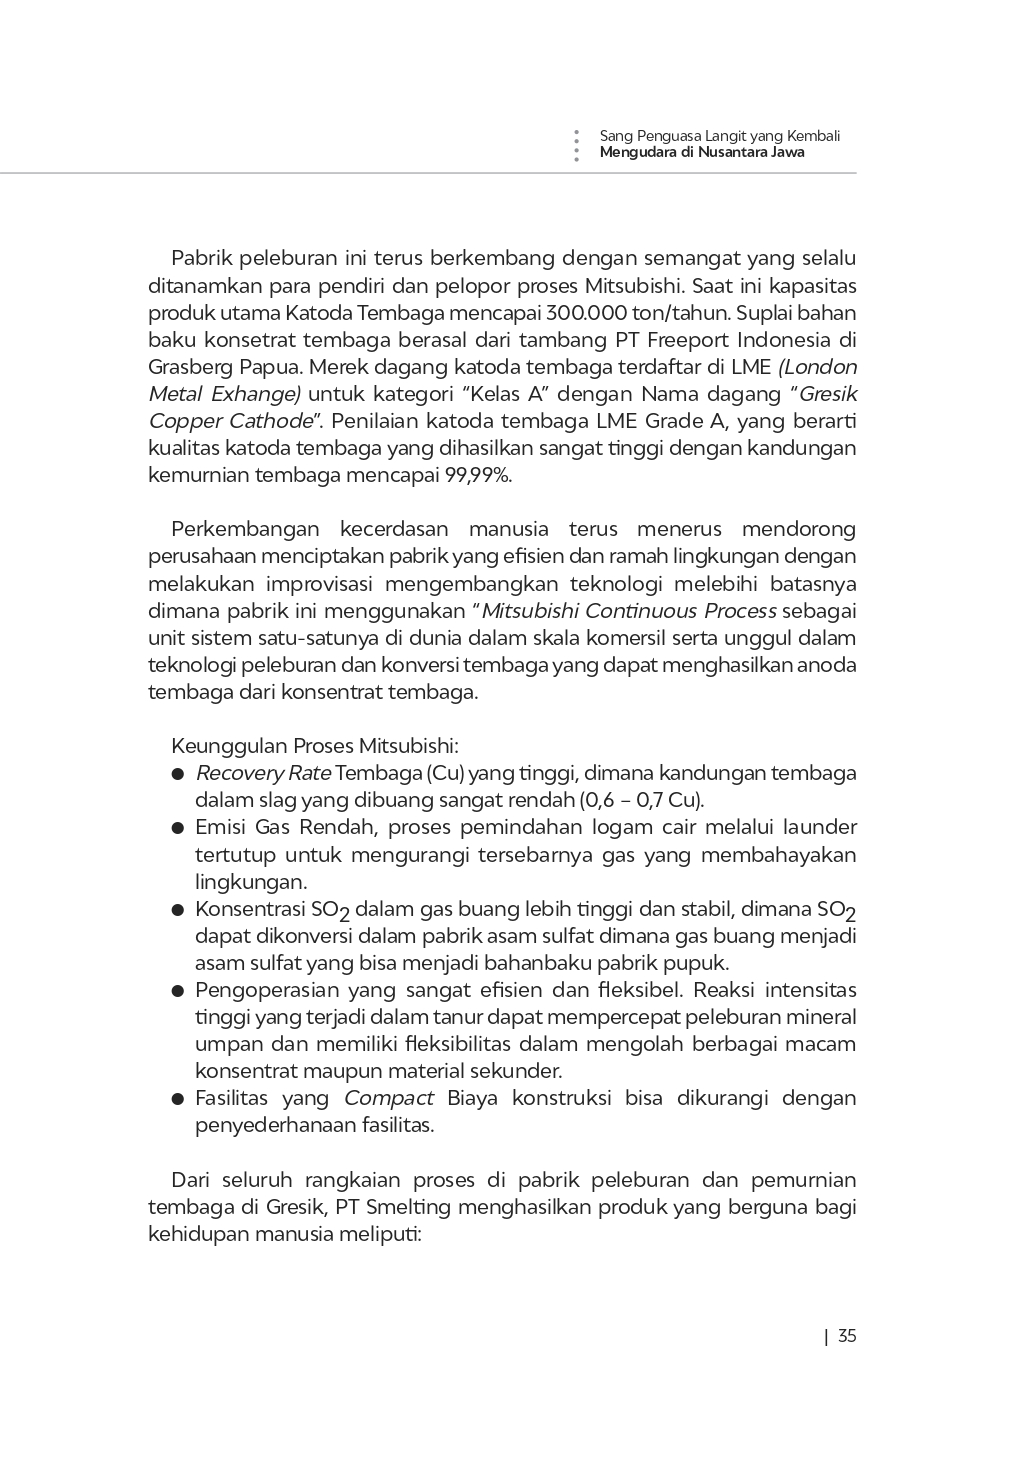 Sang Penguasa Langit yang Kembali
Mengudara di Nusantara Jawa
Pabrik peleburan ini terus berkembang dengan semangat yang selalu
ditanamkan para pendiri dan pelopor proses Mitsubishi. Saat ini kapasitas
produk utama Katoda Tembaga mencapai 300.000 ton/tahun. Suplai bahan
baku konsetrat tembaga berasal dari tambang PT Freeport Indonesia di
Grasberg Papua. Merek dagang katoda tembaga terdaftar di LME (London
Metal Exhange) untuk kategori “Kelas A” dengan Nama dagang “Gresik
Copper Cathode”. Penilaian katoda tembaga LME Grade A, yang berarti
kualitas katoda tembaga yang dihasilkan sangat tinggi dengan kandungan
kemurnian tembaga mencapai 99,99%.
Perkembangan kecerdasan manusia terus menerus mendorong
perusahaan menciptakan pabrik yang efisien dan ramah lingkungan dengan
melakukan improvisasi mengembangkan teknologi melebihi batasnya
dimana pabrik ini menggunakan “Mitsubishi Continuous Process sebagai
unit sistem satu-satunya di dunia dalam skala komersil serta unggul dalam
teknologi peleburan dan konversi tembaga yang dapat menghasilkan anoda
tembaga dari konsentrat tembaga.
Keunggulan Proses Mitsubishi:
● Recovery Rate Tembaga (Cu) yang tinggi, dimana kandungan tembaga
dalam slag yang dibuang sangat rendah (0,6 – 0,7 Cu).
● Emisi Gas Rendah, proses pemindahan logam cair melalui launder
tertutup untuk mengurangi tersebarnya gas yang membahayakan
lingkungan.
● Konsentrasi SO2 dalam gas buang lebih tinggi dan stabil, dimana SO2
dapat dikonversi dalam pabrik asam sulfat dimana gas buang menjadi
asam sulfat yang bisa menjadi bahanbaku pabrik pupuk.
● Pengoperasian yang sangat efisien dan fleksibel. Reaksi intensitas
tinggi yang terjadi dalam tanur dapat mempercepat peleburan mineral
umpan dan memiliki fleksibilitas dalam mengolah berbagai macam
konsentrat maupun material sekunder.
● Fasilitas yang Compact Biaya konstruksi bisa dikurangi dengan
penyederhanaan fasilitas.
Dari seluruh rangkaian proses di pabrik peleburan dan pemurnian
tembaga di Gresik, PT Smelting menghasilkan produk yang berguna bagi
kehidupan manusia meliputi:
| 35